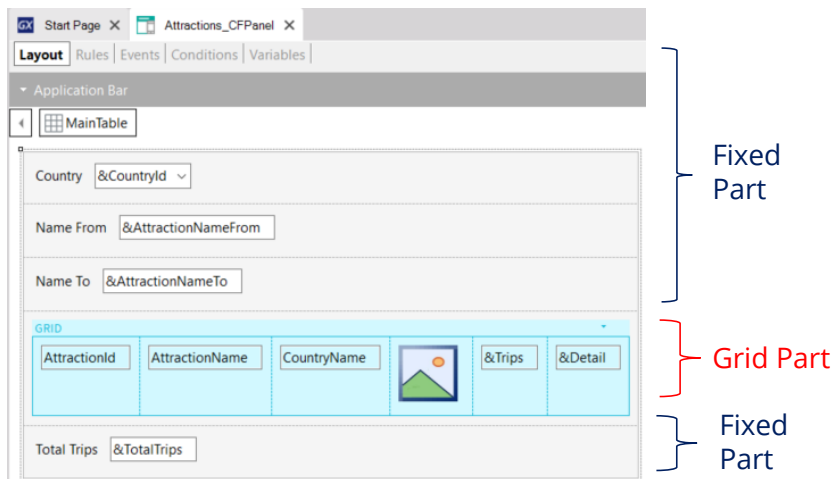 GX Start Page X Attractions_CFPanel X
Layout Rules Events Conditions Variables
Application Bar
MainTable
Country &CountryId
Fixed
Part
Name From &AttractionNameFrom
Name To &AttractionNameTo
GRID
AttractionId AttractionName CountryName &Trips &Detail
Grid Part
Fixed
Part
Total Trips &TotalTrips